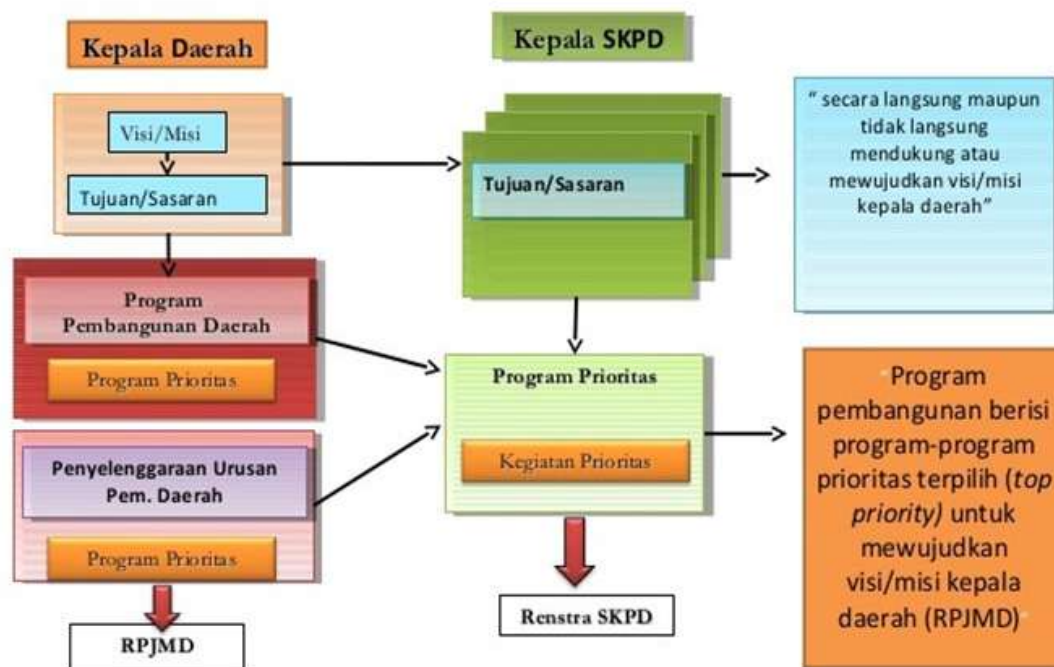 Kepala Daerah
Visi/Misi
Tujuan/Sasaran
Program
Pembangunan Daerah
Program Prioritas
Penyelenggaraan Urusan
Pem. Daerah
Program Prioritas
RPJMD
Kepala SKPD
Tujuan/Sasaran
Program Prioritas
Kegiatan Prioritas
Renstra SKPD
“ secara langsung maupun
tidak langsung
mendukung atau
mewujudkan visi/misi
kepala daerah”
“Program
pembangunan berisi
program-program
prioritas terpilih (top
priority) untuk
mewujudkan
visi/misi kepala
daerah (RPJMD)”